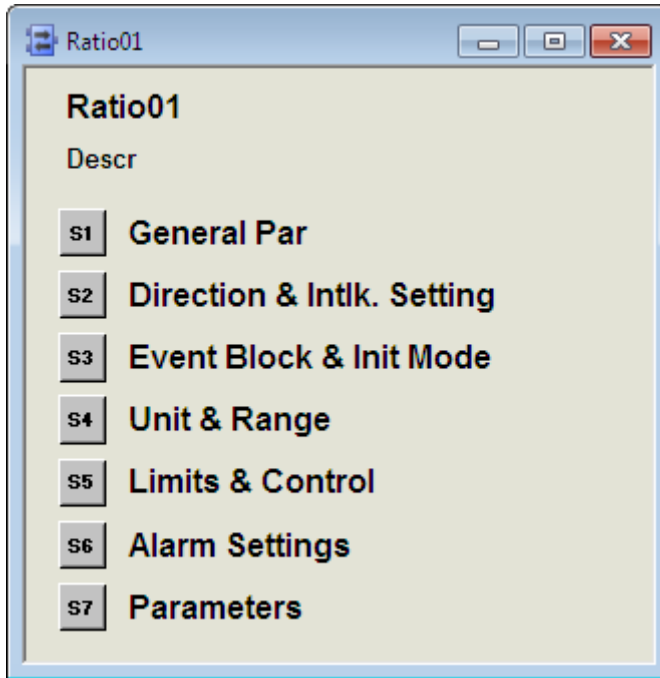 Ratio01
Ratio01
Descr
S1 General Par
S2 Direction & Intlk. Setting
S3 Event Block & Init Mode
S4 Unit & Range
S5 Limits & Control
S6 Alarm Settings
S7 Parameters